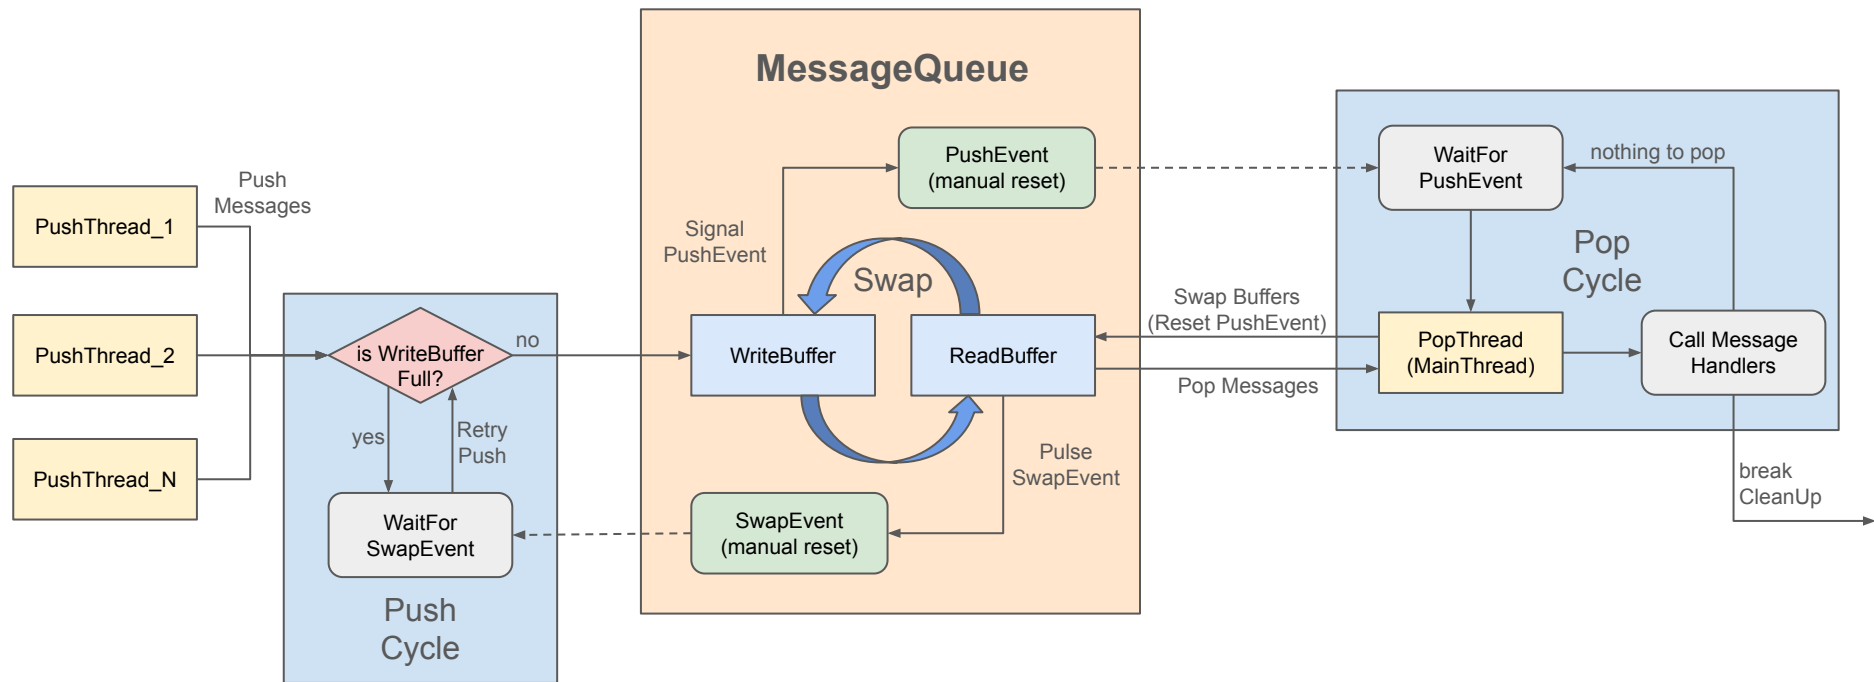 MessageQueue
PushEvent
(manual reset)
WaitFor
PushEvent
nothing to pop
Push
Messages
PushThread_1
Signal
PushEvent
Pop
Cycle
Swap
Swap Buffers
(Reset PushEvent)
PushThread_2
is WriteBuffer
Full?
no
WriteBuffer
ReadBuffer
PopThread
(MainThread)
Call Message
Handlers
Pop Messages
yes
Retry
Push
Pulse
SwapEvent
PushThread_N
break
CleanUp
WaitFor
SwapEvent
SwapEvent
(manual reset)
Push
Cycle